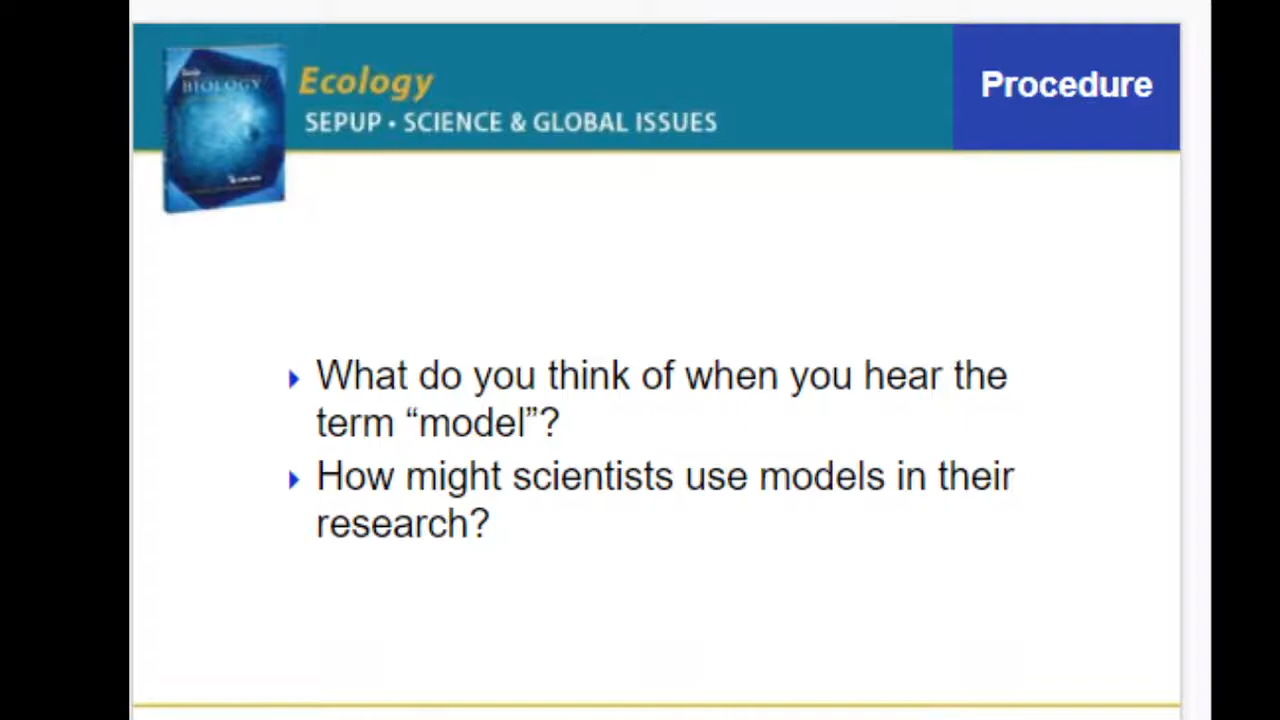 Ecology
SEPUP • SCIENCE & GLOBAL ISSUES
Procedure
BIOLOGY
What do you think of when you hear the
term “model”?
How might scientists use models in their
research?